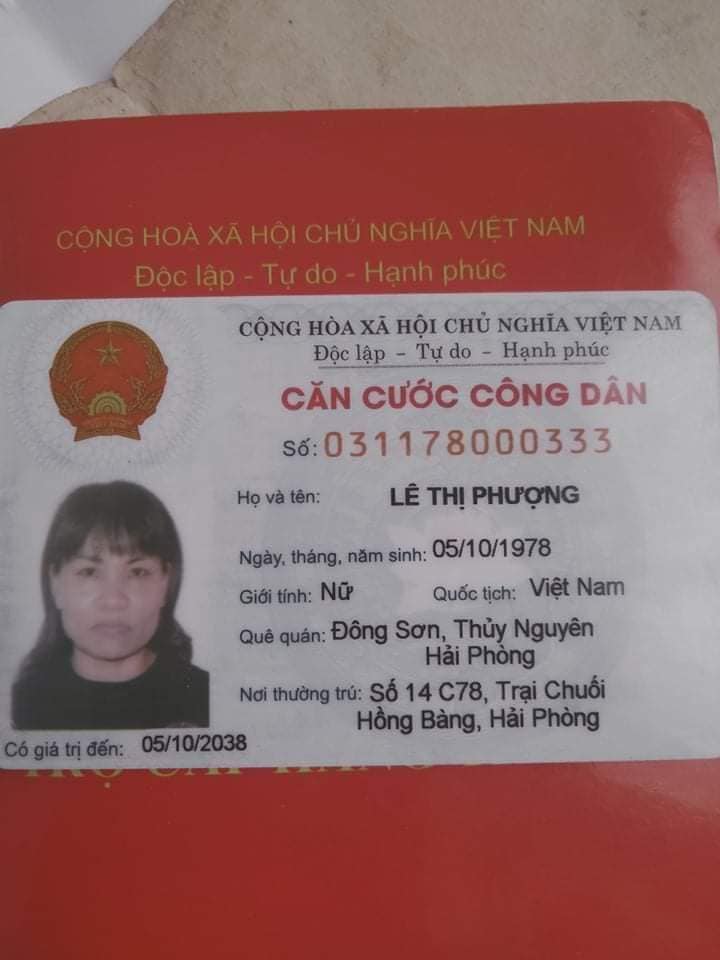 CỘNG HOÀ XÃ HỘI CHỦ NGHĨA VIỆT NAM
Độc lập - Tự do - Hạnh phúc
CỘNG HÒA XÃ HỘI CHỦ NGHĨA VIỆT NAM
Độc lập - Tự do - Hạnh phúc
CĂN CƯỚC CÔNG DÂN
Số: 031178000333
Họ và tên: LÊ THỊ PHƯỢNG
Ngày, tháng, năm sinh: 05/10/1978
Giới tính: Nữ Quốc tịch: Việt Nam
Quê quán: Đông Sơn, Thủy Nguyên
Hải Phòng
Nơi thường trú: Số 14 C78, Trại Chuối
Hồng Bàng, Hải Phòng
Có giá trị đến: 05/10/2038